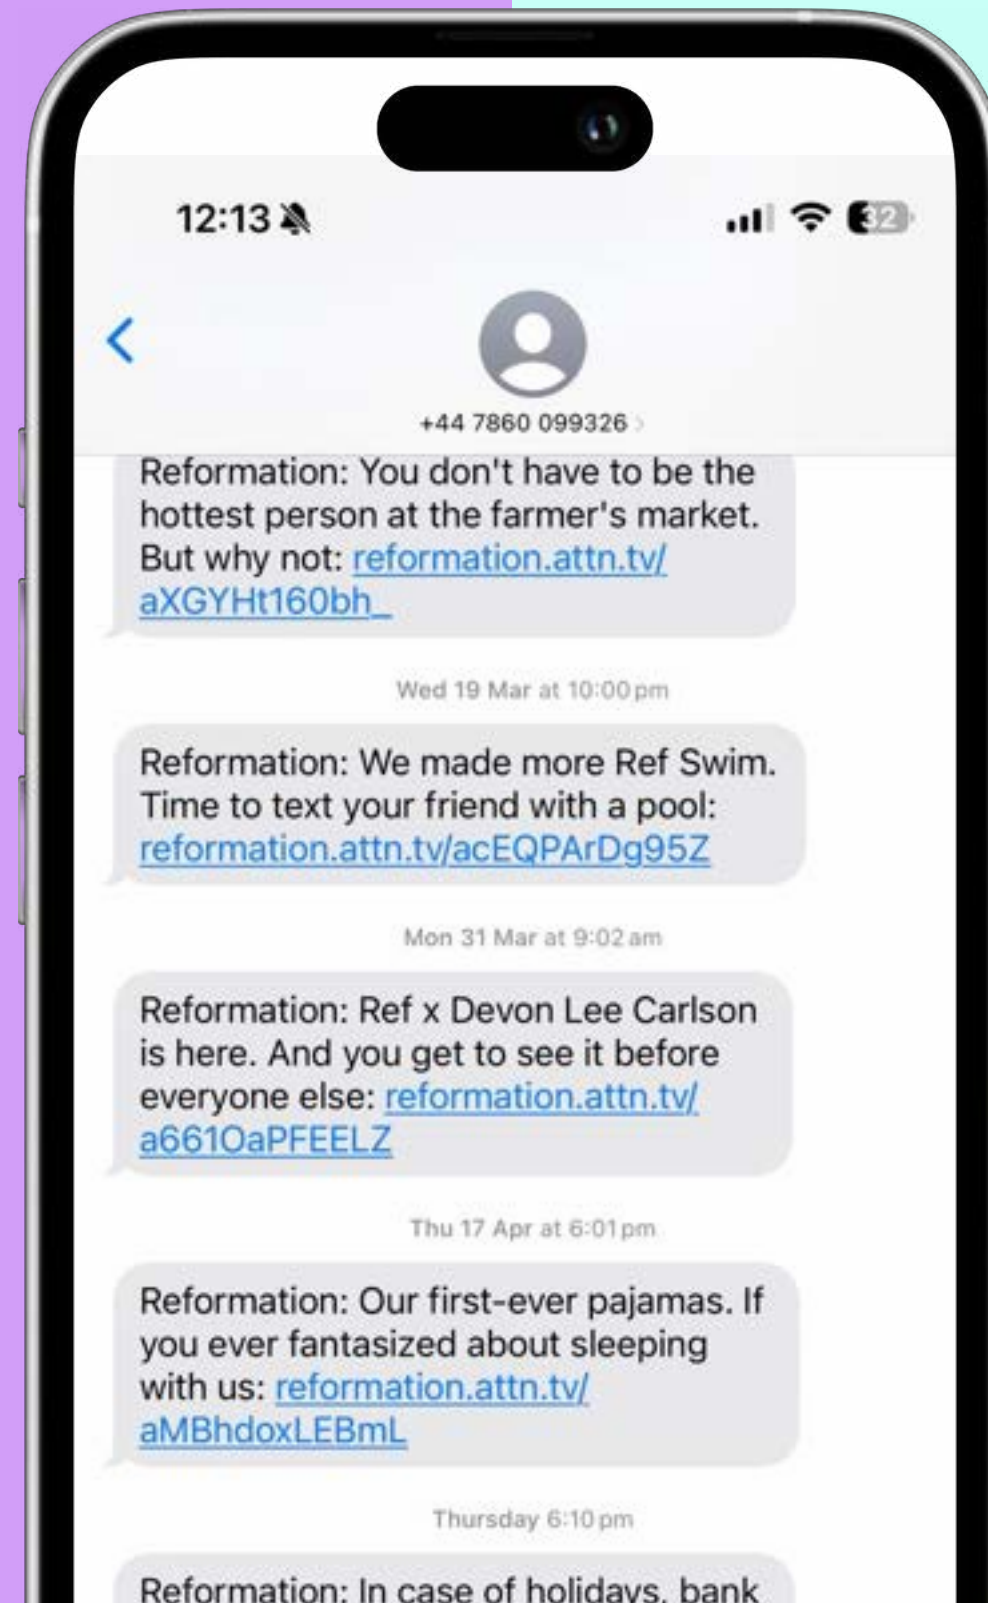 12:13
32
+44 7860 099326
Reformation: You don't have to be the
hottest person at the farmer's market.
But why not: reformation.attn.tv/
aXGYHt160bh_
Wed 19 Mar at 10:00 pm
Reformation: We made more Ref Swim.
Time to text your friend with a pool:
reformation.attn.tv/acEQPArDg95Z
Mon 31 Mar at 9:02 am
Reformation: Ref x Devon Lee Carlson
is here. And you get to see it before
everyone else: reformation.attn.tv/
a661OaPFEELZ
Thu 17 Apr at 6:01 pm
Reformation: Our first-ever pajamas. If
you ever fantasized about sleeping
with us: reformation.attn.tv/
aMBhdoxLEBmL
Thursday 6:10 pm
Reformation: In case of holidays, bank